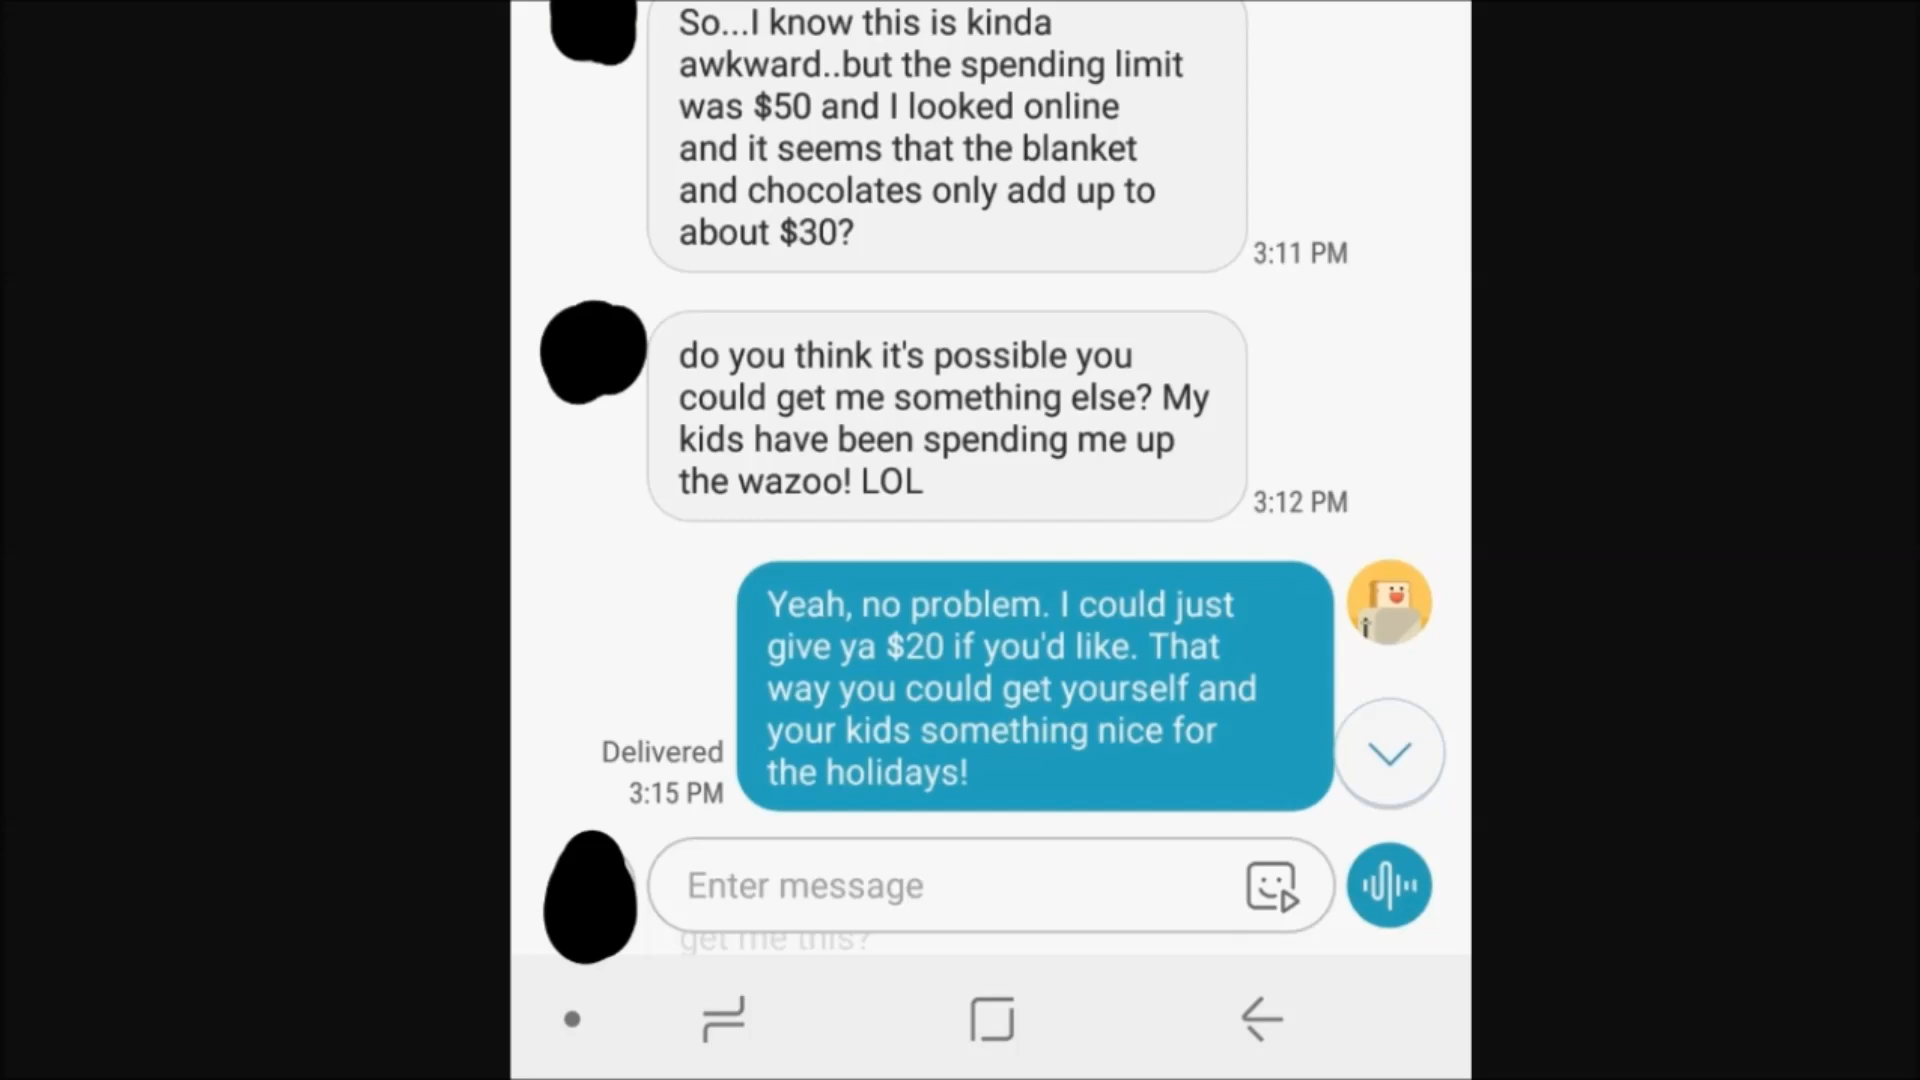 So...I know this is kinda
awkward..but the spending limit
was $50 and I looked online
and it seems that the blanket
and chocolates only add up to
about $30?
3:11 PM
do you think it's possible you
could get me something else? My
kids have been spending me up
the wazoo! LOL
3:12 PM
Yeah, no problem. I could just
give ya $20 if you'd like. That
way you could get yourself and
your kids something nice for
the holidays!
Delivered
3:15 PM
Enter message
get me this?